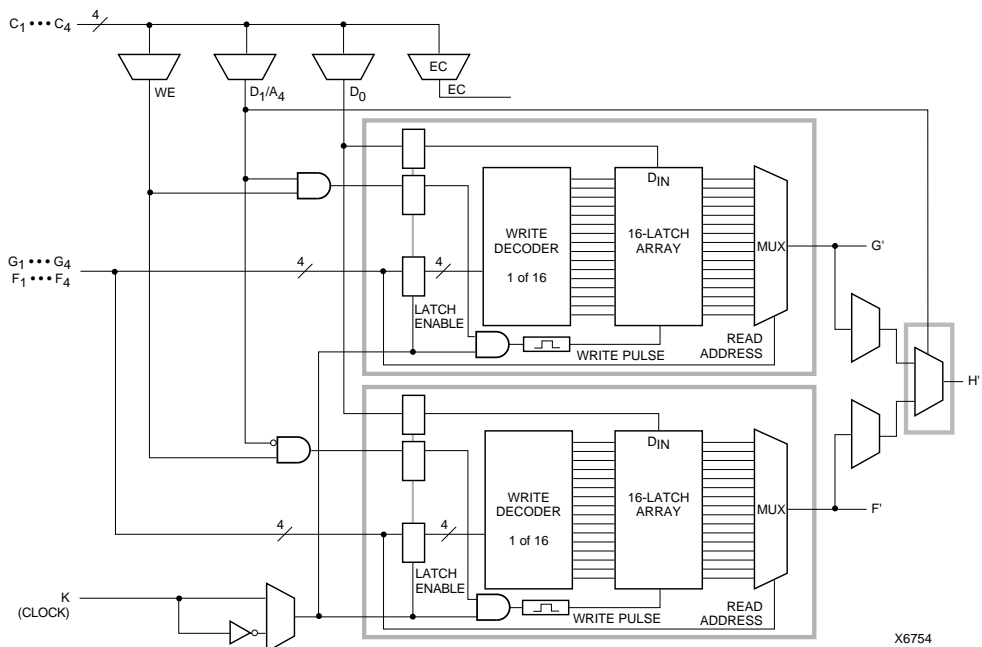 C1 ••• C4
4
EC
WE
D1/A4
D0
EC
DIN
WRITE
DECODER
1 of 16
16-LATCH
ARRAY
MUX
G'
G1 ••• G4
F1 ••• F4
4
4
LATCH
ENABLE
READ
ADDRESS
WRITE PULSE
H'
DIN
WRITE
DECODER
1 of 16
16-LATCH
ARRAY
MUX
F'
4
4
LATCH
ENABLE
K
(CLOCK)
READ
ADDRESS
WRITE PULSE
X6754